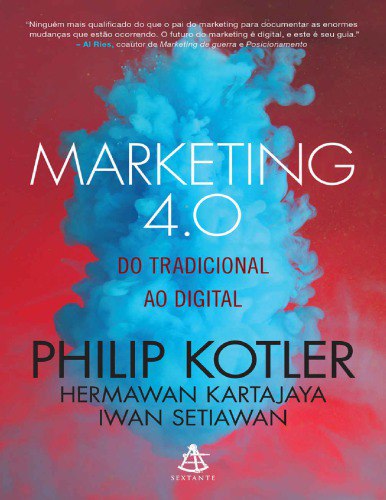 “Ninguém mais qualificado do que o pai do marketing para documentar as enormes
mudanças que estão ocorrendo. O futuro do marketing é digital, e este é seu guia.”
– Al Ries, coautor de Marketing de guerra e Posicionamento
MARKETING
4.0
DO TRADICIONAL
AO DIGITAL
PHILIP KOTLER
HERMAWAN KARTAJAYA
IWAN SETIAWAN
SEXTANTE